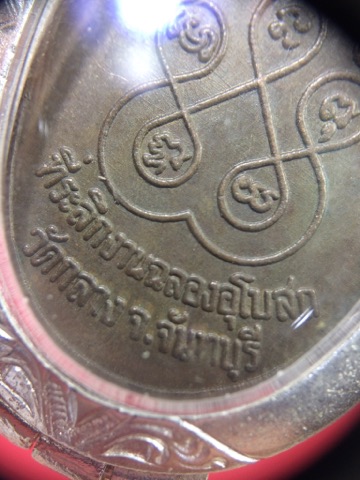 ที่ระลึกงานฉลองอุโบสถ
วัดกลาง จ.จันทบุรี